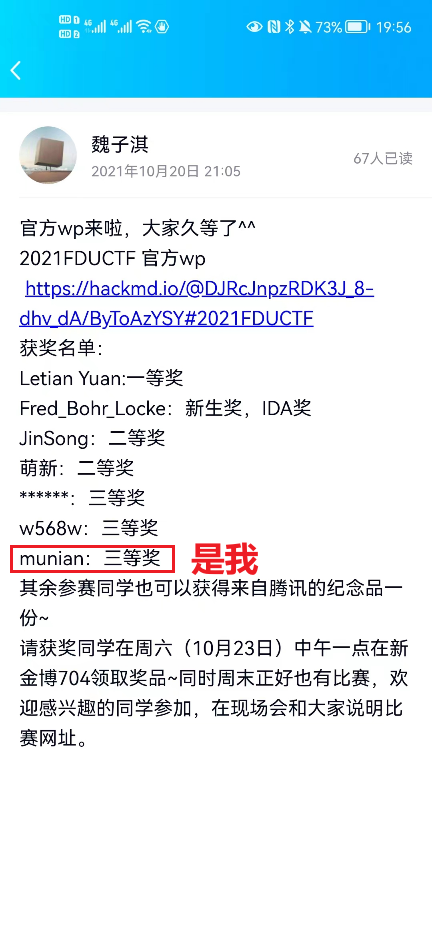 HD 1 4G 4G 73% 19:56
HD 2
魏子淇
2021年10月20日 21:05
67人已读
官方wp来啦，大家久等了^^
2021FDUCTF 官方wp
https://hackmd.io/@DJRcJnpzRDK3J_8-
dhv_dA/ByToAzYSY#2021FDUCTF
获奖名单：
Letian Yuan:一等奖
Fred_Bohr_Locke：新生奖，IDA奖
JinSong：二等奖
萌新：二等奖
******：三等奖
w568w：三等奖
munian：三等奖 是我
其余参赛同学也可以获得来自腾讯的纪念品一
份~
请获奖同学在周六（10月23日）中午一点在新
金博704领取奖品~同时周末正好也有比赛，欢
迎感兴趣的同学参加，在现场会和大家说明比
赛网址。